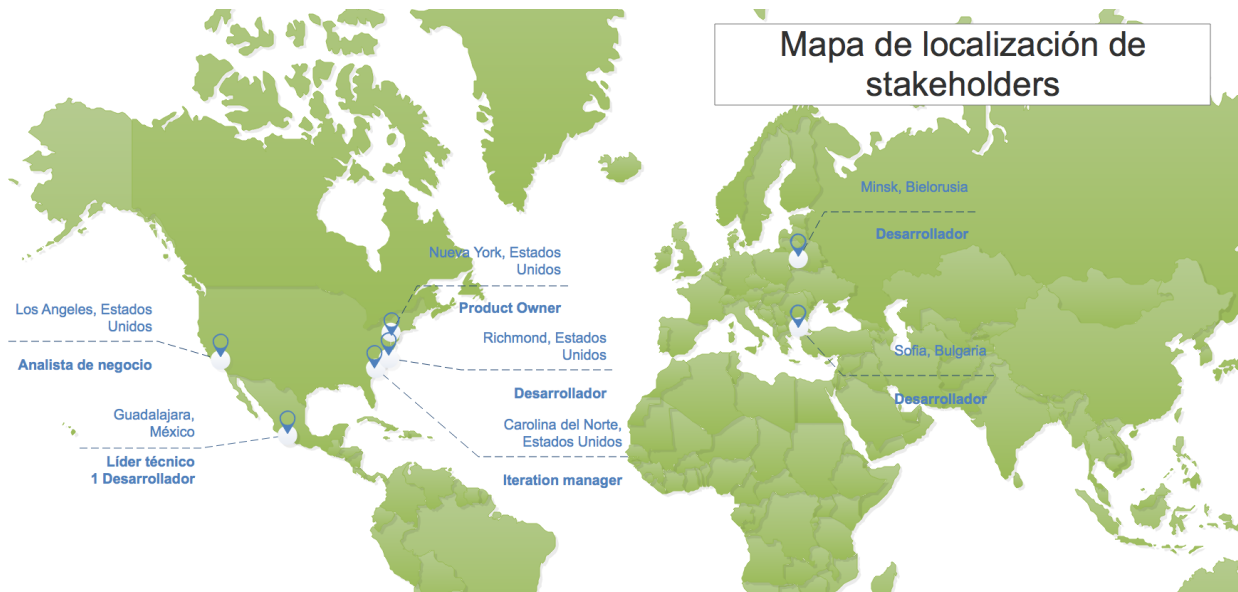 Mapa de localización de
stakeholders
Minsk, Bielorusia
Desarrollador
Nueva York, Estados
Unidos
Product Owner
Los Angeles, Estados
Unidos
Analista de negocio
Richmond, Estados
Unidos
Desarrollador
Sofia, Bulgaria
Desarrollador
Guadalajara,
México
Líder técnico
1 Desarrollador
Carolina del Norte,
Estados Unidos
Iteration manager